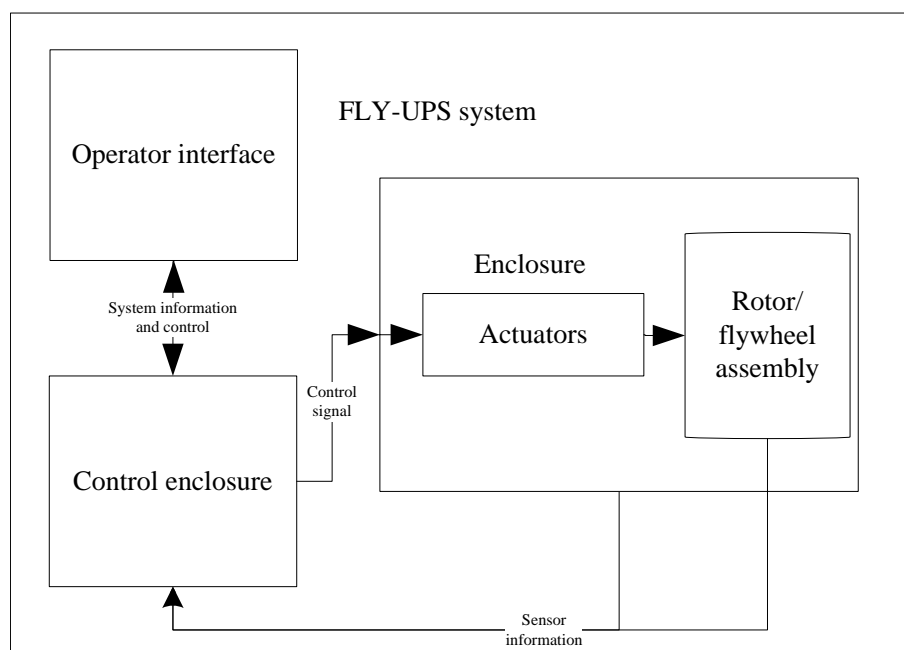 FLY-UPS system
Operator interface
System information
and control
Control enclosure
Control
signal
Enclosure
Actuators
Rotor/
flywheel
assembly
Sensor
information